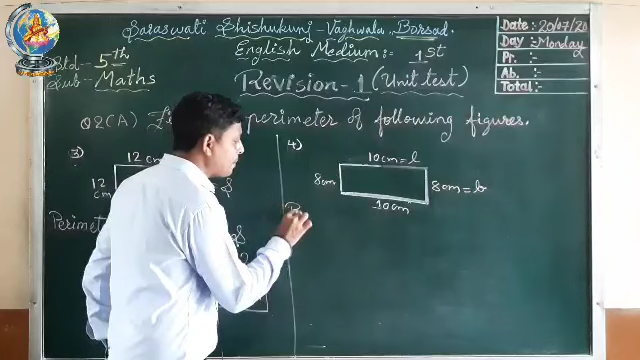 Saraswati Shishukunj - Vaghwala, Borsad.
Std - 5th
English Medium :- 1st
Sub - Maths
Revision - 1 (Unit test)
Date :- 20/07/20
Day :- Monday
Pr. :-
Ab. :-
Total :-
Q2(A) perimeter of following figures.
3)
12 cm
12
cm
Perimet
4)
10cm = l
8cm
8cm = b
10cm